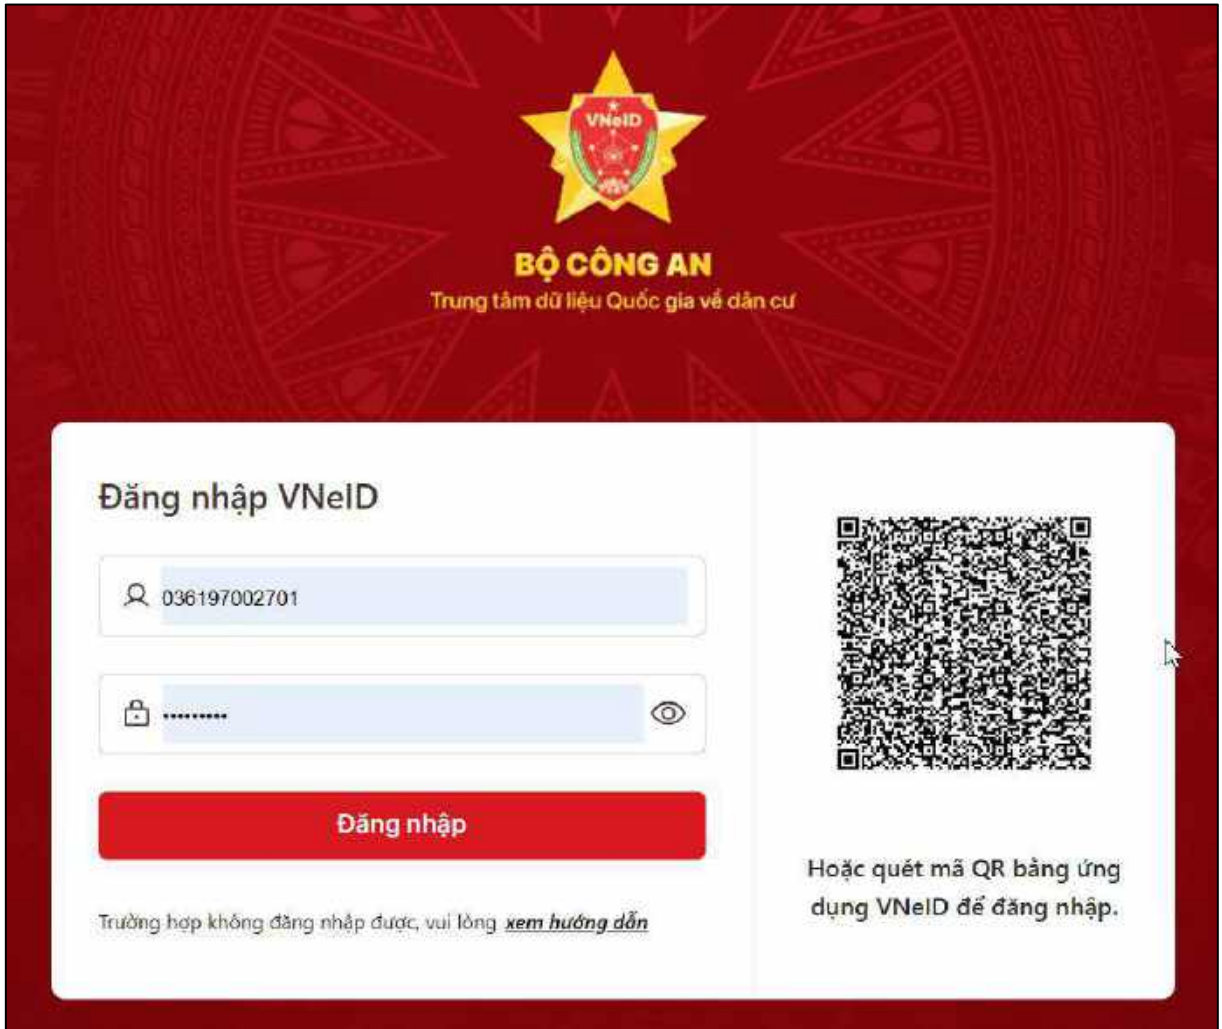 VNeID
BỘ CÔNG AN
Trung tâm dữ liệu Quốc gia về dân cư
Đăng nhập VNeID
036197002701
•••••••••
Đăng nhập
Trường hợp không đăng nhập được, vui lòng xem hướng dẫn
Hoặc quét mã QR bằng ứng
dụng VNeID để đăng nhập.